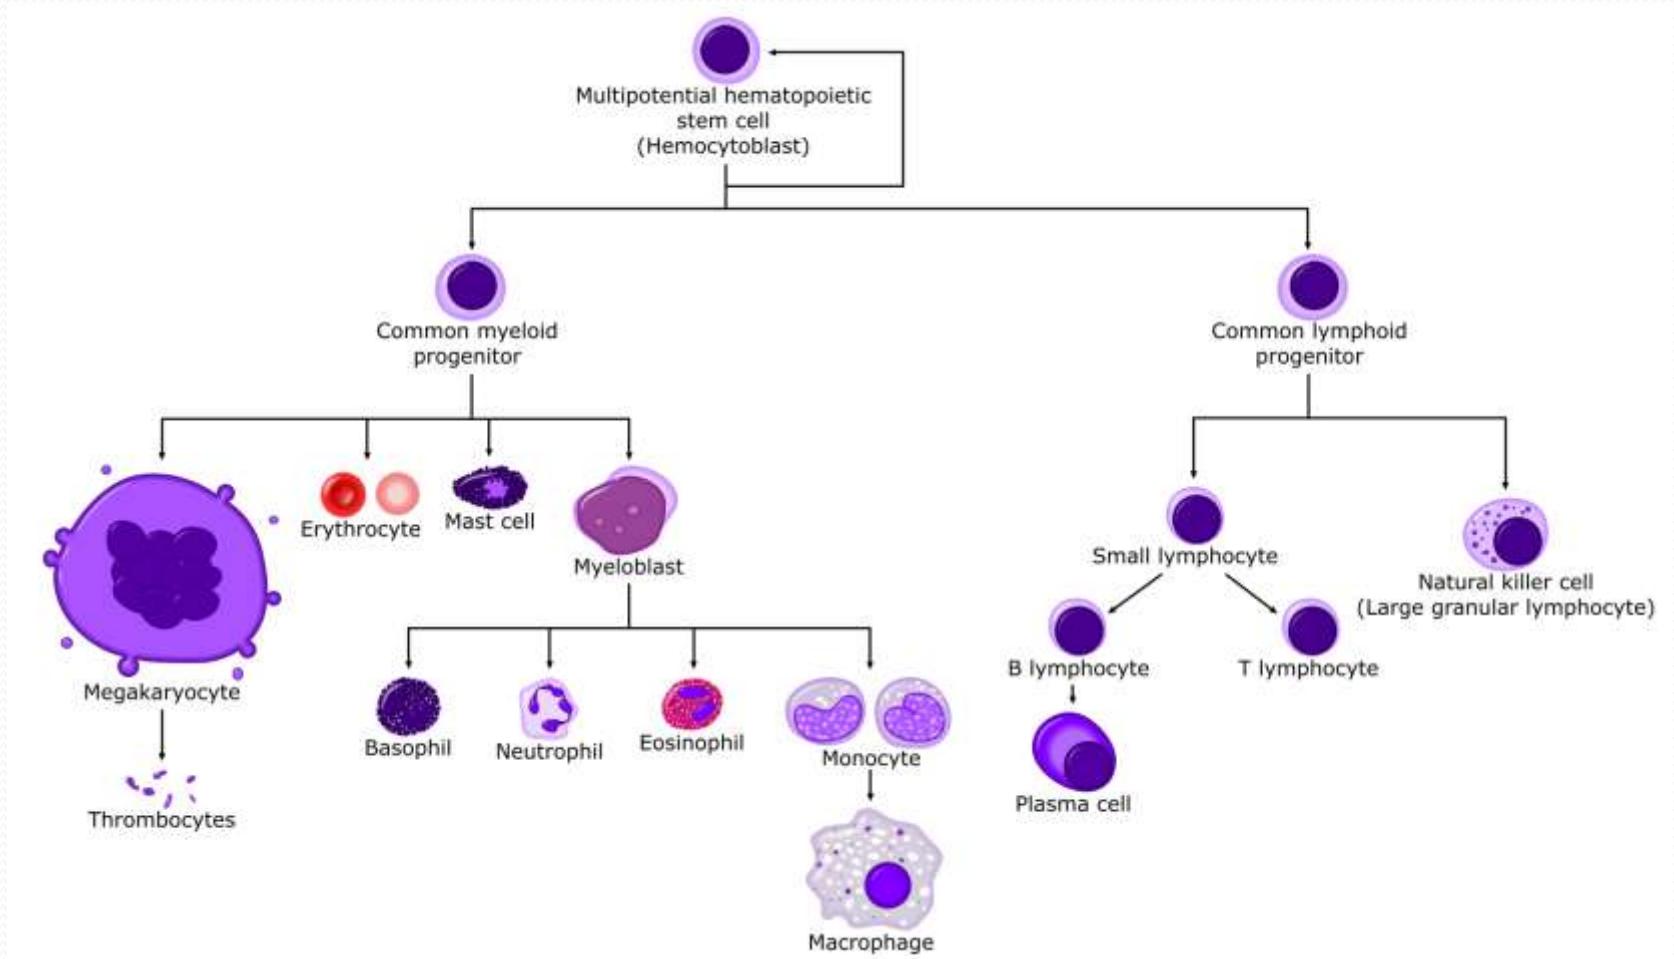 Multipotential hematopoietic
stem cell
(Hemocytoblast)
Common myeloid
progenitor
Common lymphoid
progenitor
Erythrocyte
Mast cell
Myeloblast
Megakaryocyte
Thrombocytes
Basophil
Neutrophil
Eosinophil
Monocyte
Macrophage
Small lymphocyte
Natural killer cell
(Large granular lymphocyte)
B lymphocyte
T lymphocyte
Plasma cell